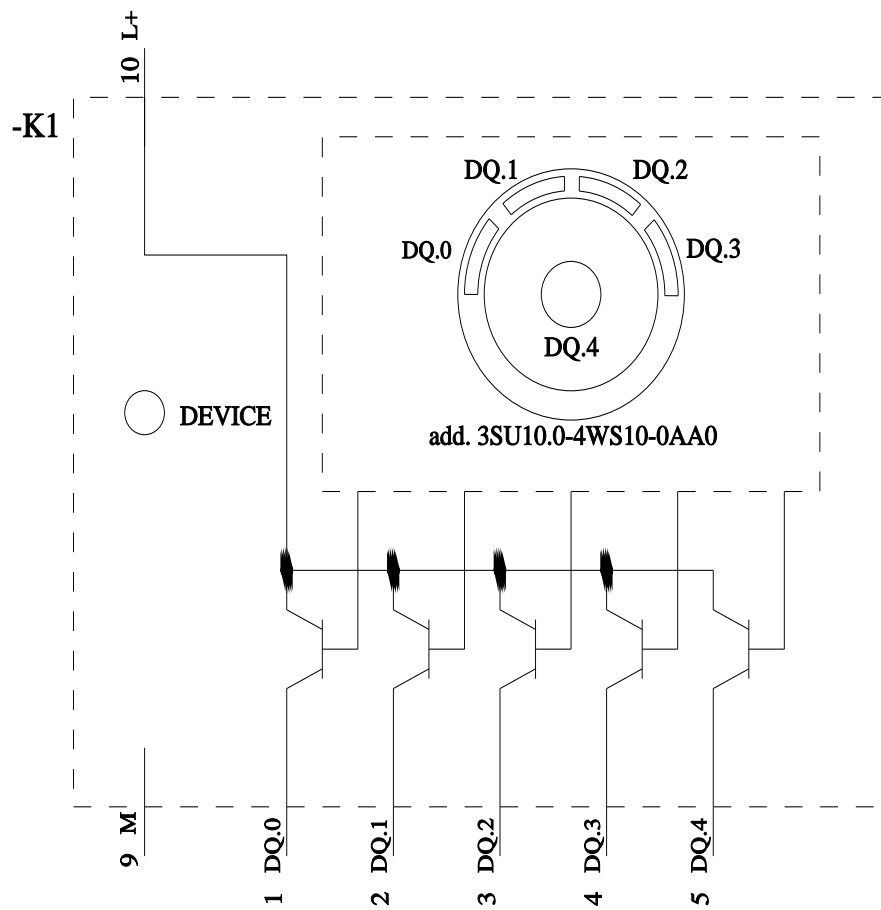 10 L+
-K1
DQ.1
DQ.2
DQ.0
DQ.3
DQ.4
DEVICE
add. 3SU10.0-4WS10-0AA0
9 M
1 DQ.0
2 DQ.1
3 DQ.2
4 DQ.3
5 DQ.4